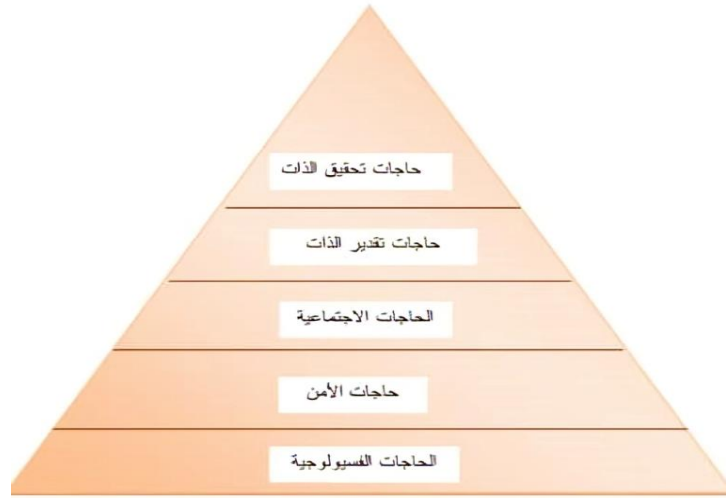 حاجات تحقيق الذات
حاجات تقدير الذات
الحاجات الاجتماعية
حاجات الأمن
الحاجات الفسيولوجية